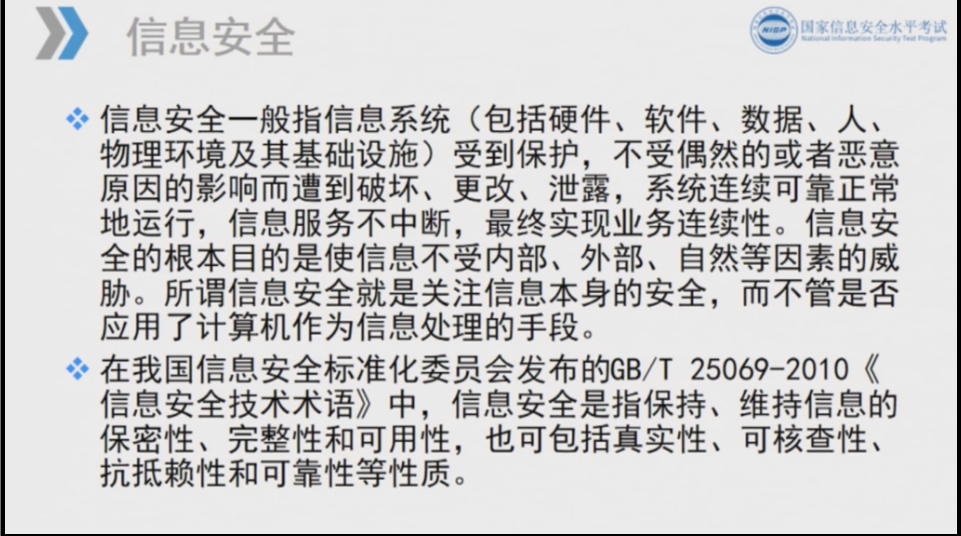 信息安全
NISP
国家信息安全水平考试
National Information Security Test Program
信息安全一般指信息系统（包括硬件、软件、数据、人、
物理环境及其基础设施）受到保护，不受偶然的或者恶意
原因的影响而遭到破坏、更改、泄露，系统连续可靠正常
地运行，信息服务不中断，最终实现业务连续性。信息安
全的根本目的是使信息不受内部、外部、自然等因素的威
胁。所谓信息安全就是关注信息本身的安全，而不管是否
应用了计算机作为信息处理的手段。
在我国信息安全标准化委员会发布的GB/T 25069-2010《
信息安全技术术语》中，信息安全是指保持、维持信息的
保密性、完整性和可用性，也可包括真实性、可核查性、
抗抵赖性和可靠性等性质。